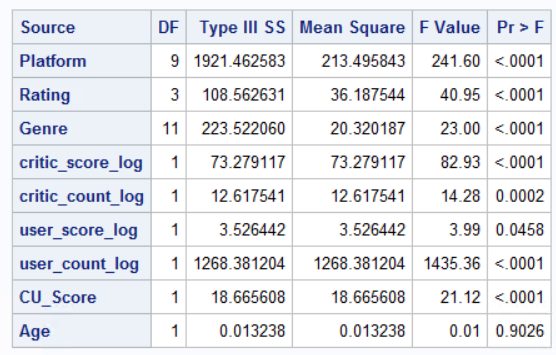 Source DF Type III SS Mean Square F Value Pr > F
Platform 9 1921.462583 213.495843 241.60 <.0001
Rating 3 108.562631 36.187544 40.95 <.0001
Genre 11 223.522060 20.320187 23.00 <.0001
critic_score_log 1 73.279117 73.279117 82.93 <.0001
critic_count_log 1 12.617541 12.617541 14.28 0.0002
user_score_log 1 3.526442 3.526442 3.99 0.0458
user_count_log 1 1268.381204 1268.381204 1435.36 <.0001
CU_Score 1 18.665608 18.665608 21.12 <.0001
Age 1 0.013238 0.013238 0.01 0.9026